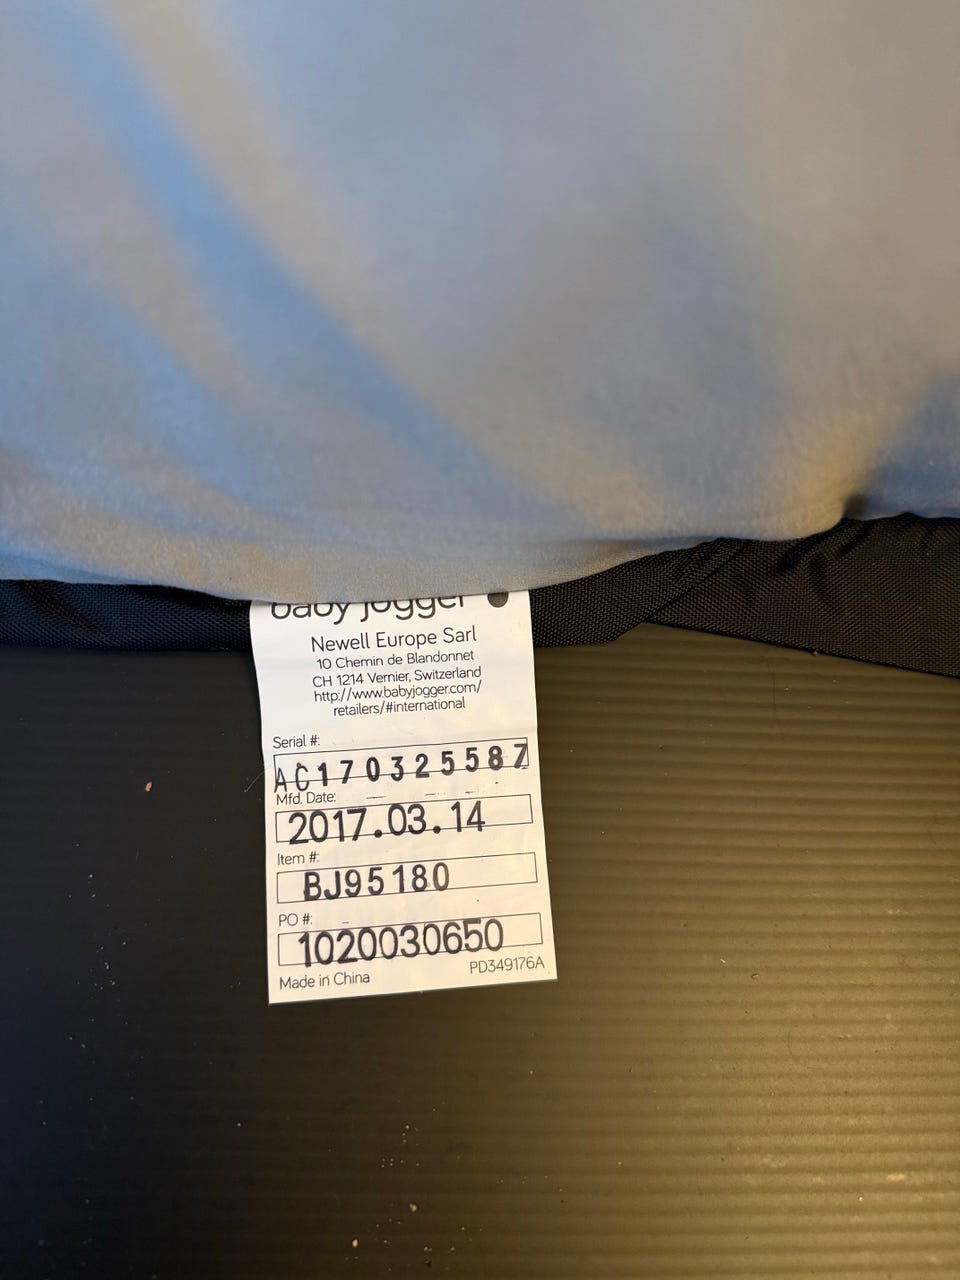 baby jogger
Newell Europe Sarl
10 Chemin de Blandonnet
CH 1214 Vernier, Switzerland
http://www.babyjogger.com/
retailers/#international
Serial #:
AC170325587
Mfd. Date:
2017.03.14
Item #:
BJ95180
PO #:
1020030650
Made in China
PD349176A